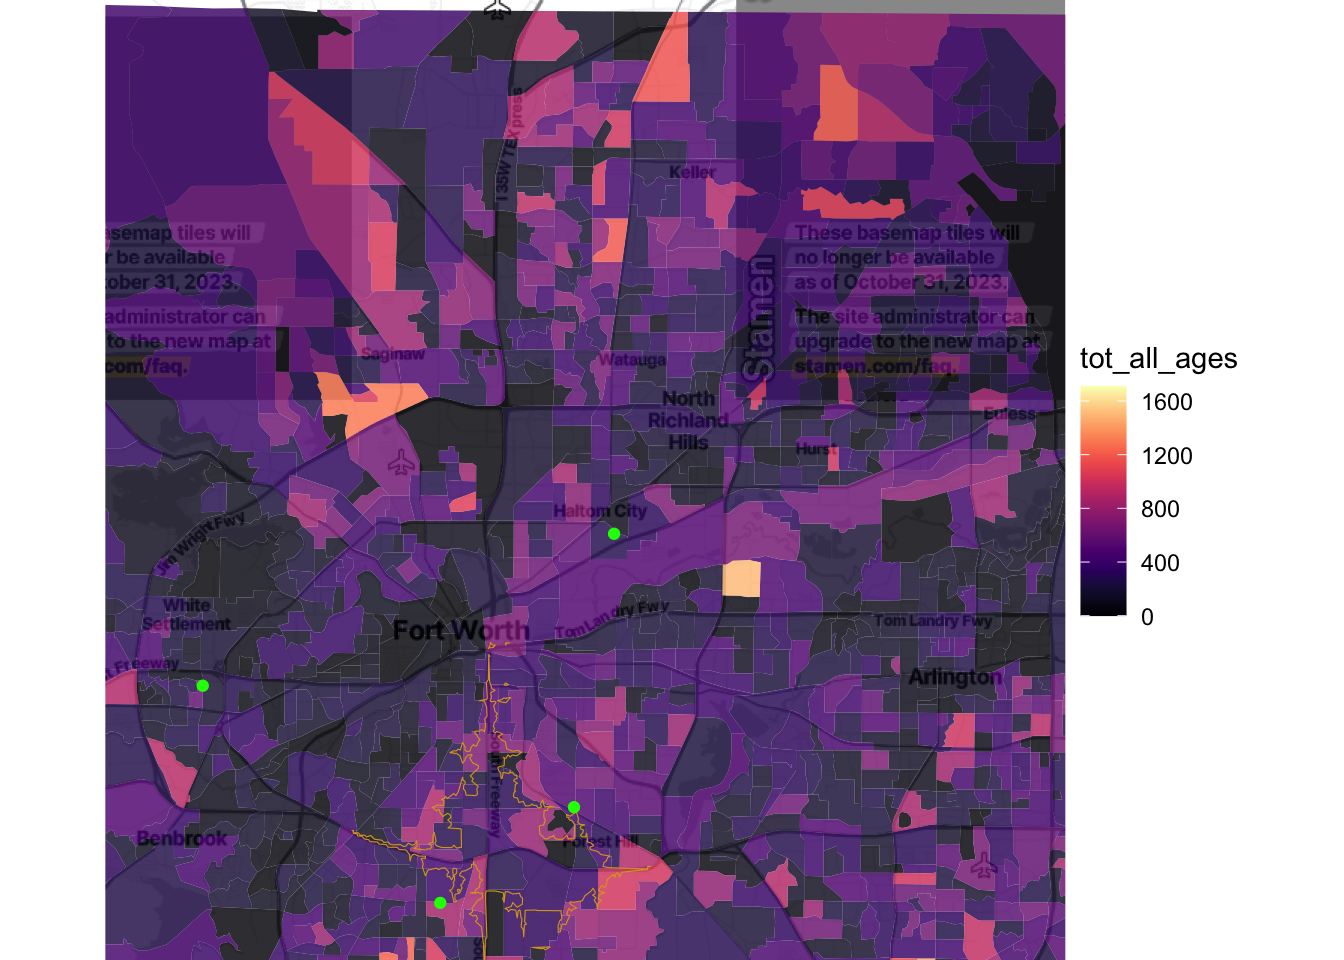 I 35W TEXpress
Keller
asemap tiles will
r be available
tober 31, 2023.
administrator can
to the new map at
com/faq.
These basemap tiles will
no longer be available
as of October 31, 2023.
The site administrator can
upgrade to the new map at
stamen.com/faq.
Stamen
Saginaw
Watauga
North
Richland
Hills
Euless
Hurst
Haltom City
Jim Wright Fwy
White
Settlement
Fort Worth
Tom Landry Fwy
Tom Landry Fwy
t Freeway
Arlington
South Freeway
Benbrook
Forest Hill
tot_all_ages
1600
1200
800
400
0